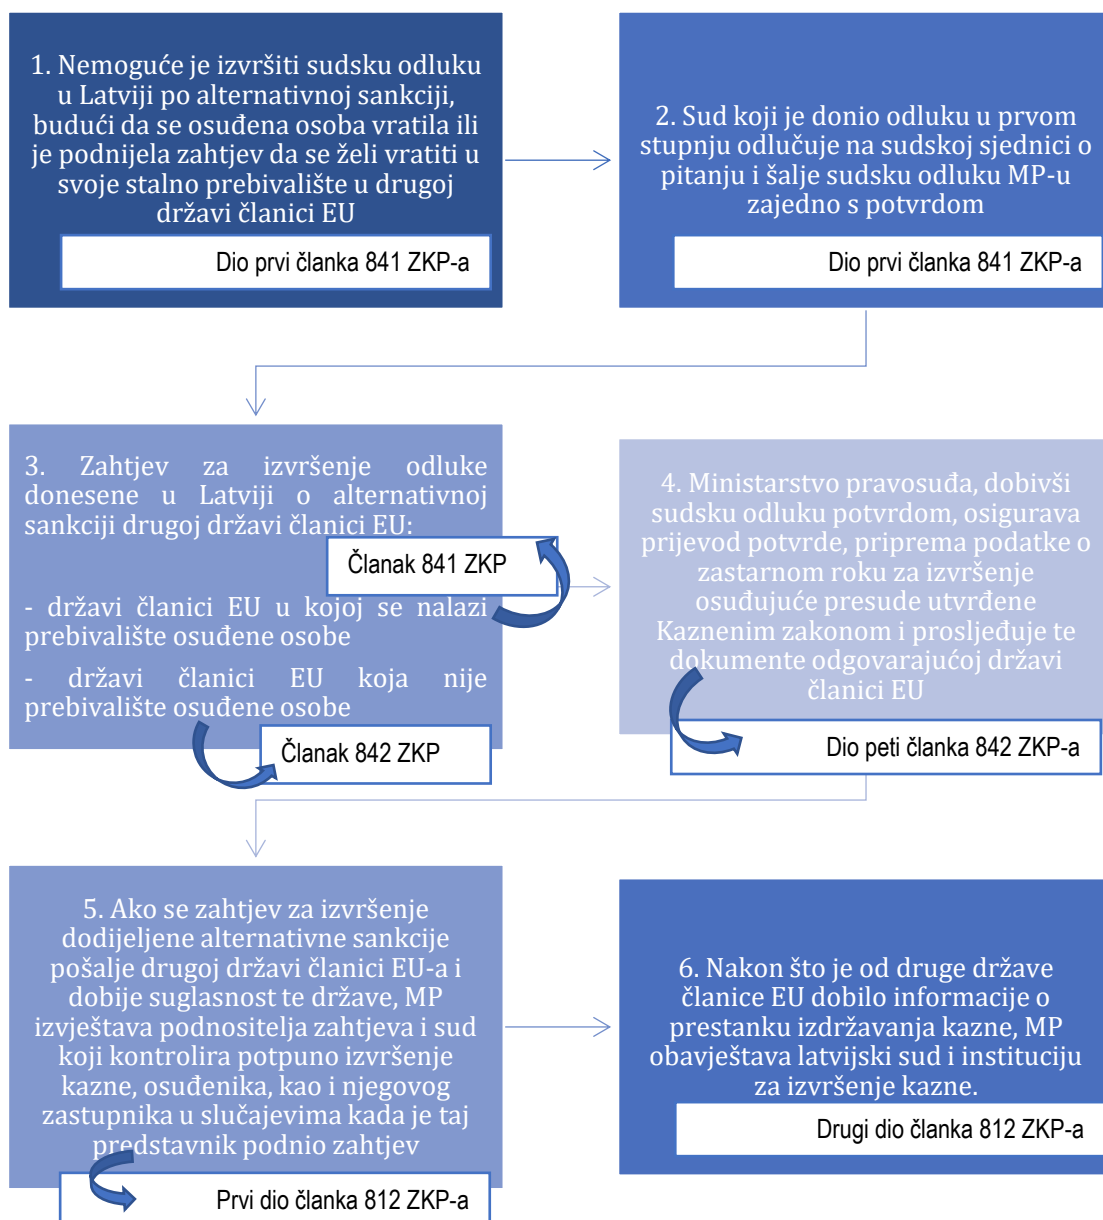 1. Nemoguće je izvršiti sudsku odluku
u Latviji po alternativnoj sankciji,
budući da se osuđena osoba vratila ili
je podnijela zahtjev da se želi vratiti u
svoje stalno prebivalište u drugoj
državi članici EU
Dio prvi članka 841 ZKP-a
2. Sud koji je donio odluku u prvom
stupnju odlučuje na sudskoj sjednici o
pitanju i šalje sudsku odluku MP-u
zajedno s potvrdom
Dio prvi članka 841 ZKP-a
3. Zahtjev za izvršenje odluke
donesene u Latviji o alternativnoj
sankciji drugoj državi članici EU:
Članak 841 ZKP
- državi članici EU u kojoj se nalazi
prebivalište osuđene osobe
- državi članici EU koja nije
prebivalište osuđene osobe
Članak 842 ZKP
4. Ministarstvo pravosuđa, dobivši
sudsku odluku potvrdom, osigurava
prijevod potvrde, priprema podatke o
zastarnom roku za izvršenje
osuđujuće presude utvrđene
Kaznenim zakonom i prosljeđuje te
dokumente odgovarajućoj državi
članici EU
Dio peti članka 842 ZKP-a
5. Ako se zahtjev za izvršenje
dodijeljene alternativne sankcije
pošalje drugoj državi članici EU-a i
dobije suglasnost te države, MP
izvještava podnositelja zahtjeva i sud
koji kontrolira potpuno izvršenje
kazne, osuđenika, kao i njegovog
zastupnika u slučajevima kada je taj
predstavnik podnio zahtjev
Prvi dio članka 812 ZKP-a
6. Nakon što je od druge države
članice EU dobilo informacije o
prestanku izdržavanja kazne, MP
obavještava latvijski sud i instituciju
za izvršenje kazne.
Drugi dio članka 812 ZKP-a